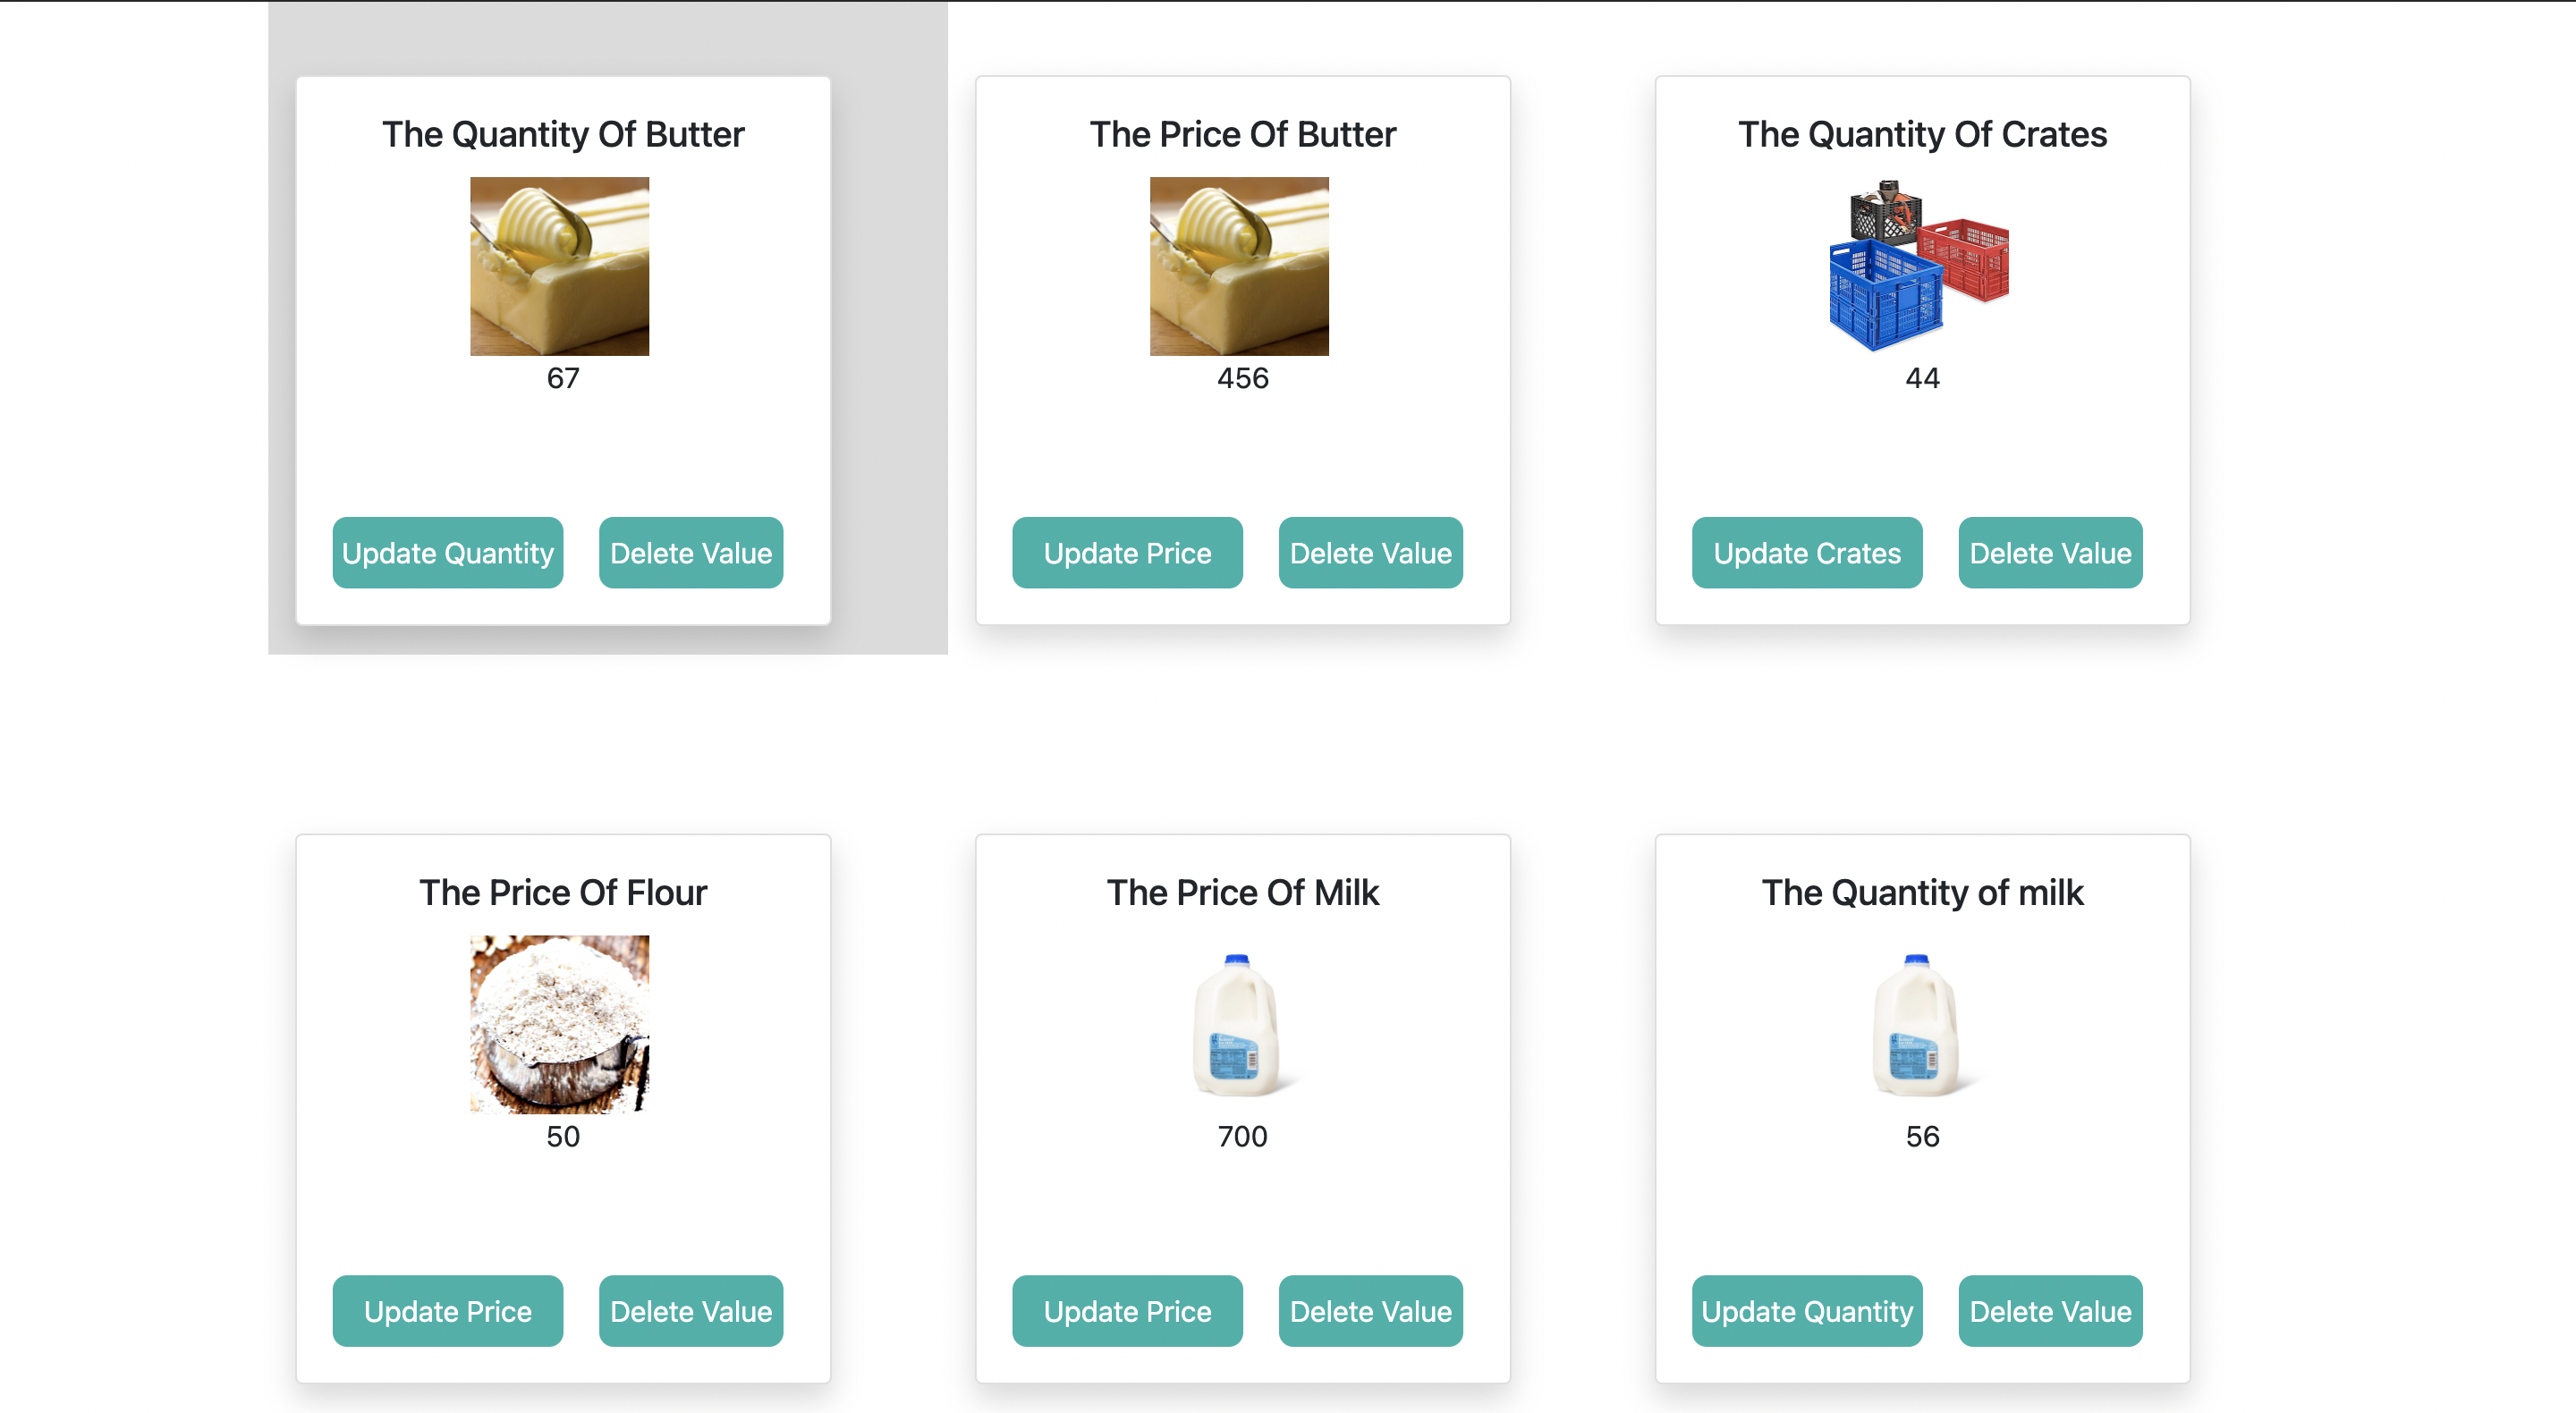 The Quantity Of Butter
67
Update Quantity Delete Value
The Price Of Butter
456
Update Price Delete Value
The Quantity Of Crates
44
Update Crates Delete Value
The Price Of Flour
50
Update Price Delete Value
The Price Of Milk
700
Update Price Delete Value
The Quantity of milk
56
Update Quantity Delete Value